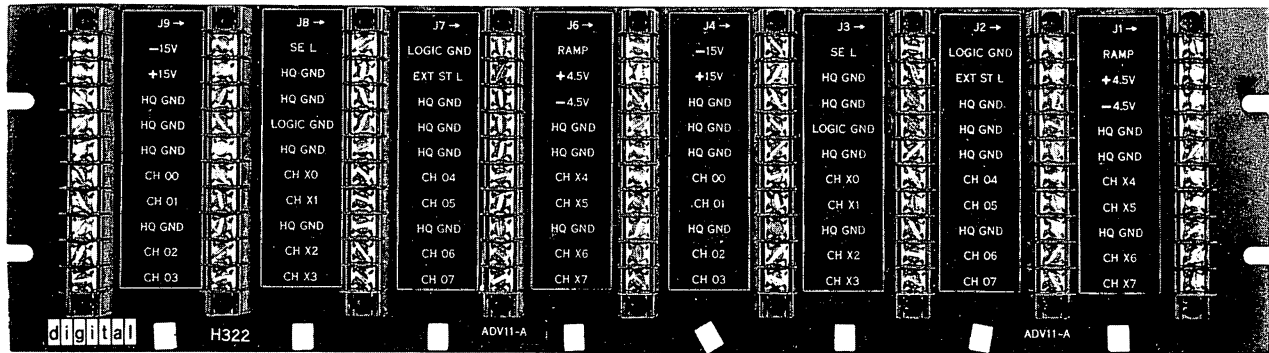 J9 →
−15V
+15V
HQ GND
HQ GND
HQ GND
CH 00
CH 01
HQ GND
CH 02
CH 03
J8 →
SE L
HQ GND
HQ GND
LOGIC GND
HQ GND
CH X0
CH X1
HQ GND
CH X2
CH X3
J7 →
LOGIC GND
EXT ST L
HQ GND
HQ GND
HQ GND
CH 04
CH 05
HQ GND
CH 06
CH 07
J6 →
RAMP
+4.5V
−4.5V
HQ GND
HQ GND
CH X4
CH X5
HQ GND
CH X6
CH X7
J4 →
−15V
+15V
HQ GND
HQ GND
HQ GND
CH 00
CH 01
HQ GND
CH 02
CH 03
J3 →
SE L
HQ GND
HQ GND
LOGIC GND
HQ GND
CH X0
CH X1
HQ GND
CH X2
CH X3
J2 →
LOGIC GND
EXT ST L
HQ GND
HQ GND
HQ GND
CH 04
CH 05
HQ GND
CH 06
CH 07
J1 →
RAMP
+4.5V
−4.5V
HQ GND
HQ GND
CH X4
CH X5
HQ GND
CH X6
CH X7
digital
H322
ADV11-A
ADV11-A